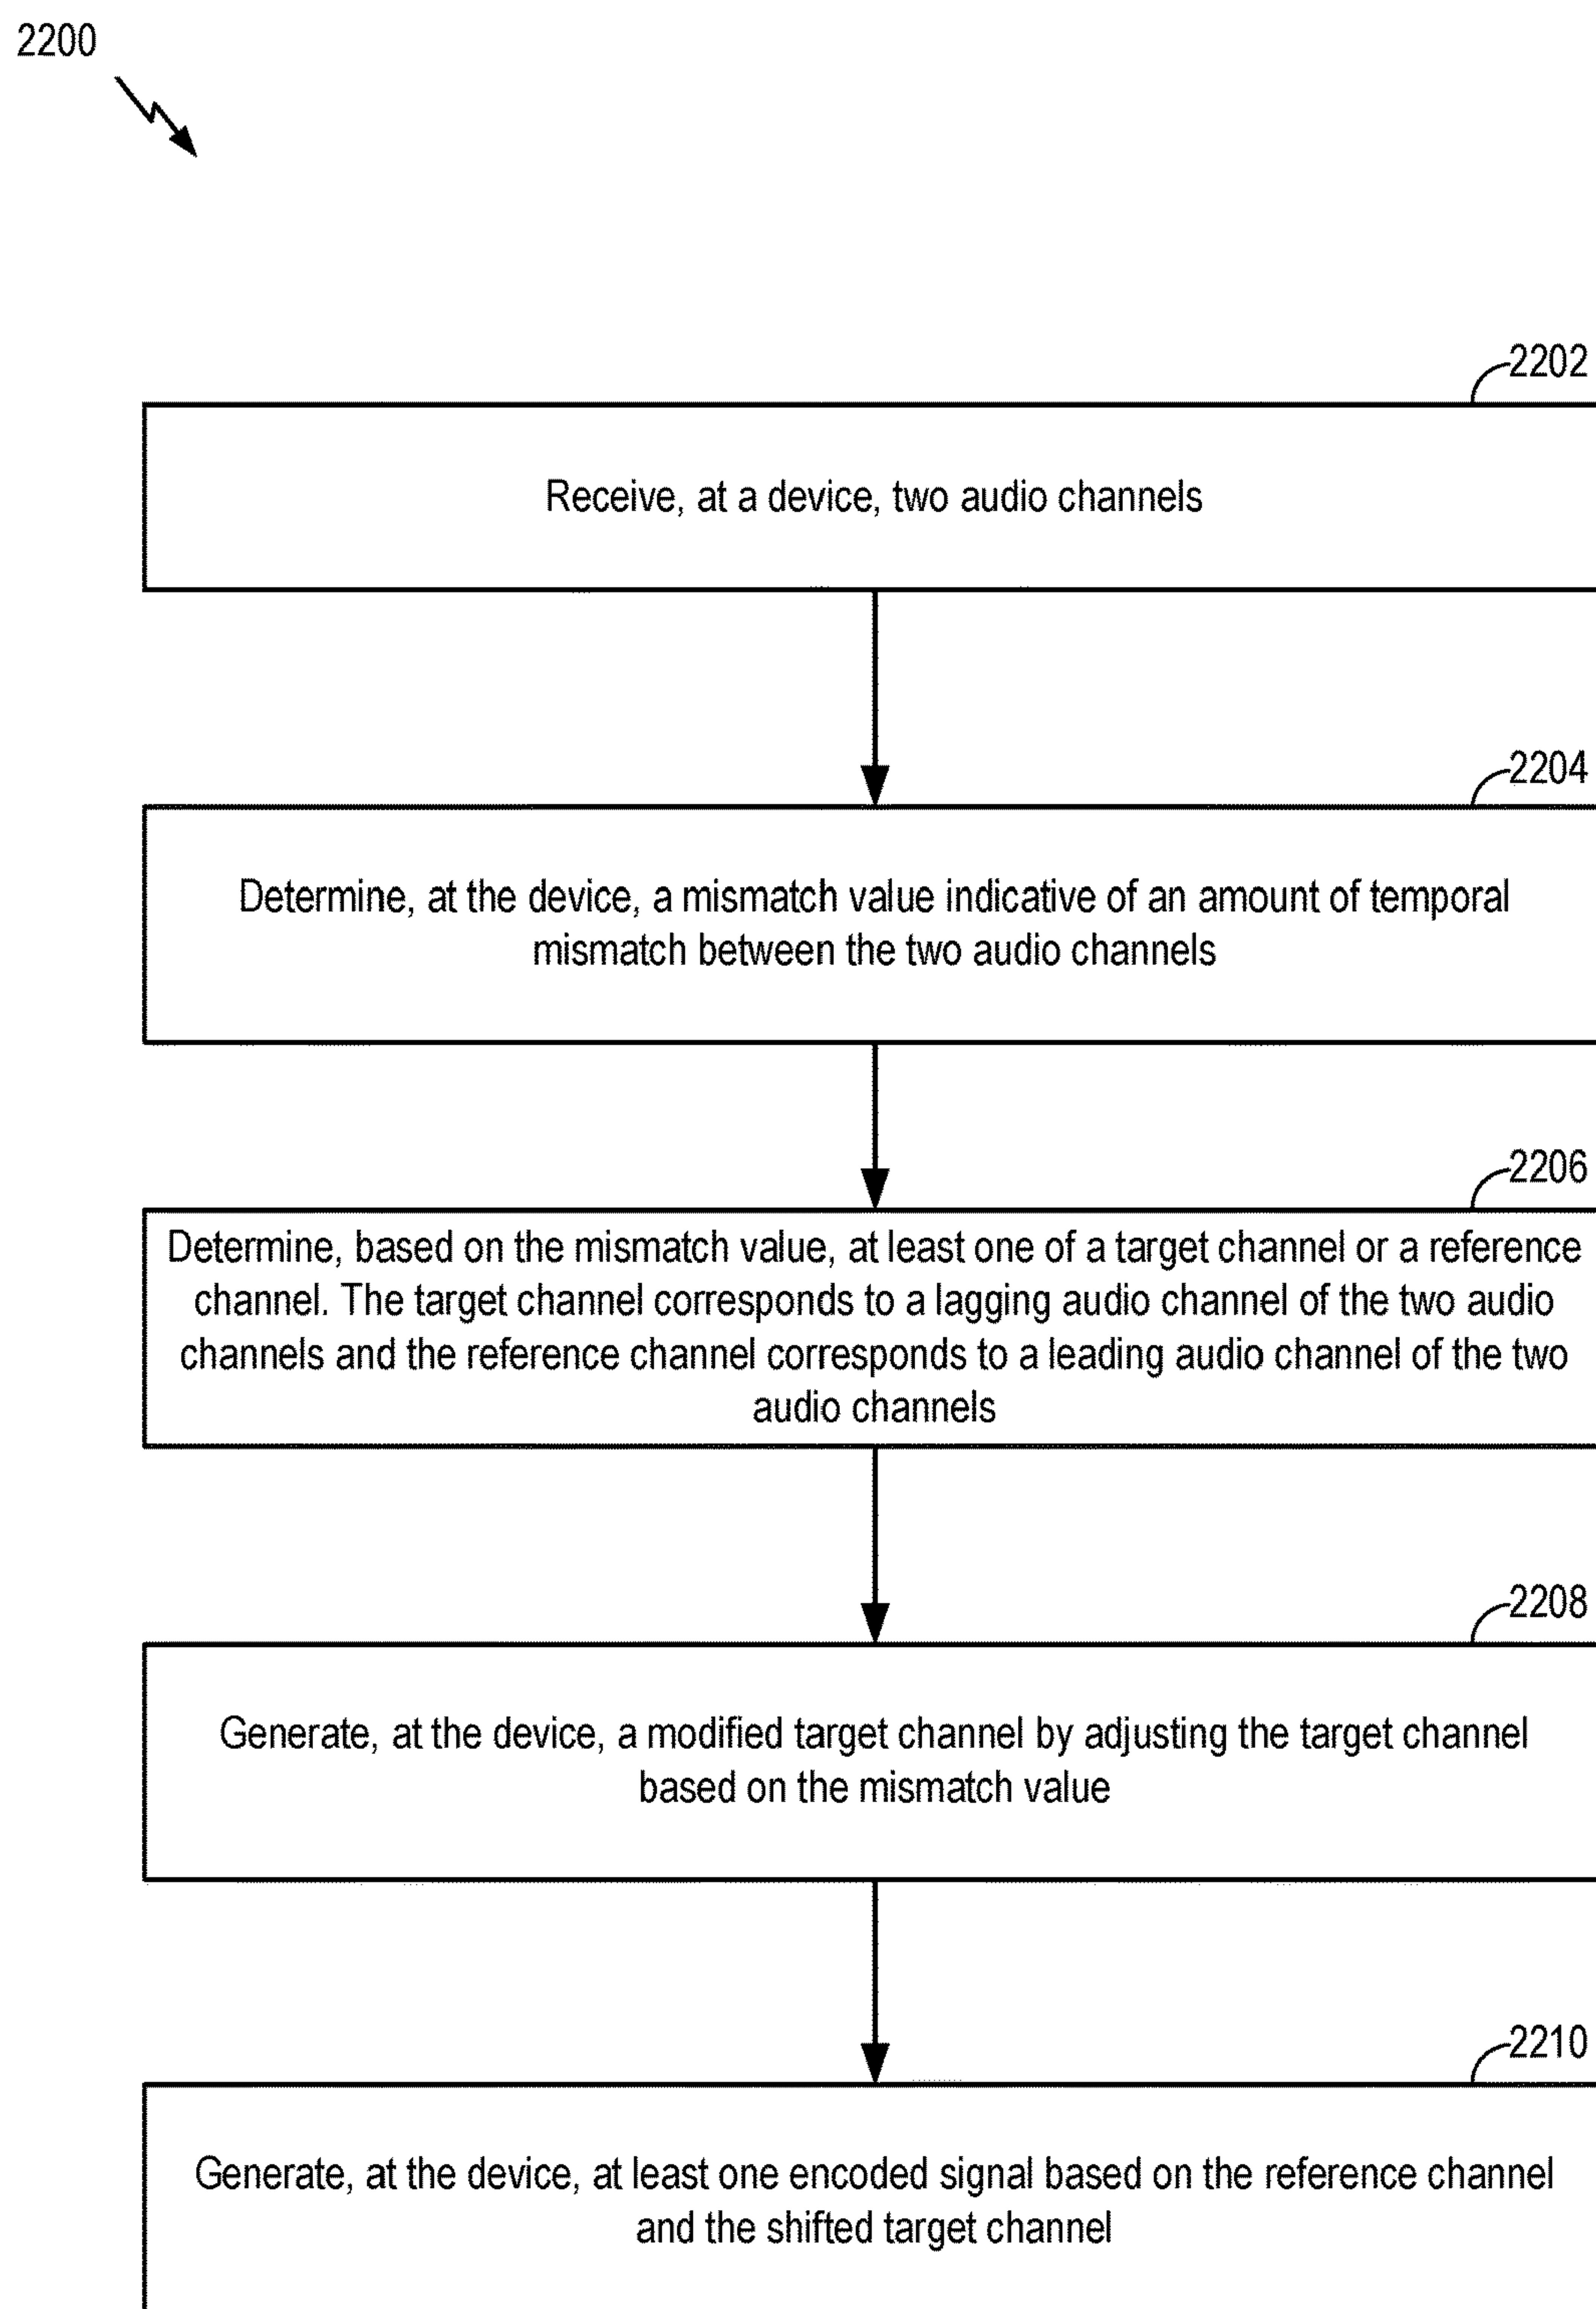 2200
2202
Receive, at a device, two audio channels
2204
Determine, at the device, a mismatch value indicative of an amount of temporal
mismatch between the two audio channels
2206
Determine, based on the mismatch value, at least one of a target channel or a reference
channel. The target channel corresponds to a lagging audio channel of the two audio
channels and the reference channel corresponds to a leading audio channel of the two
audio channels
2208
Generate, at the device, a modified target channel by adjusting the target channel
based on the mismatch value
2210
Generate, at the device, at least one encoded signal based on the reference channel
and the shifted target channel